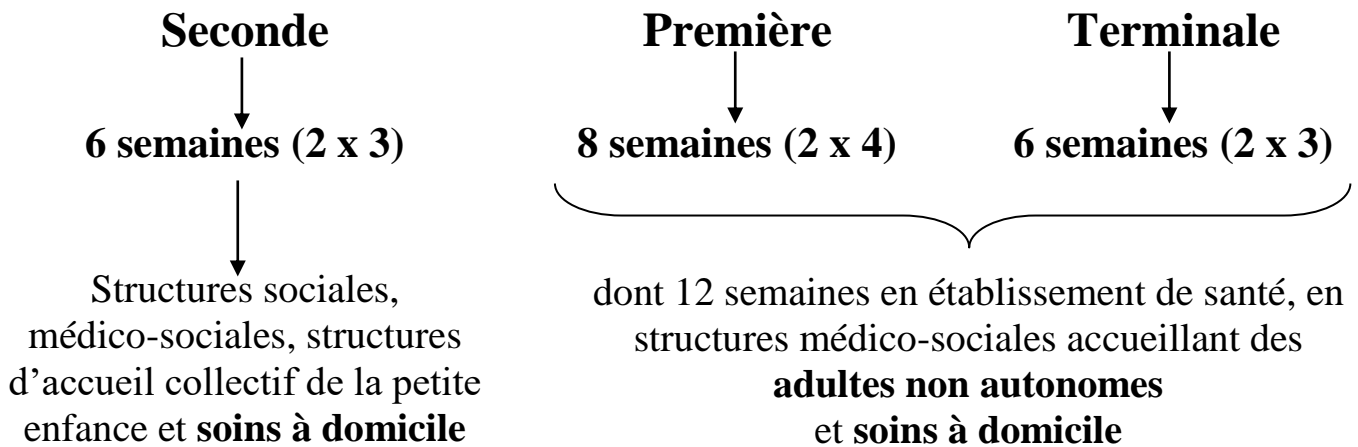 Seconde
6 semaines (2 x 3)
Structures sociales,
médico-sociales, structures
d’accueil collectif de la petite
enfance et soins à domicile
Première
8 semaines (2 x 4)
Terminale
6 semaines (2 x 3)
dont 12 semaines en établissement de santé, en
structures médico-sociales accueillant des
adultes non autonomes
et soins à domicile